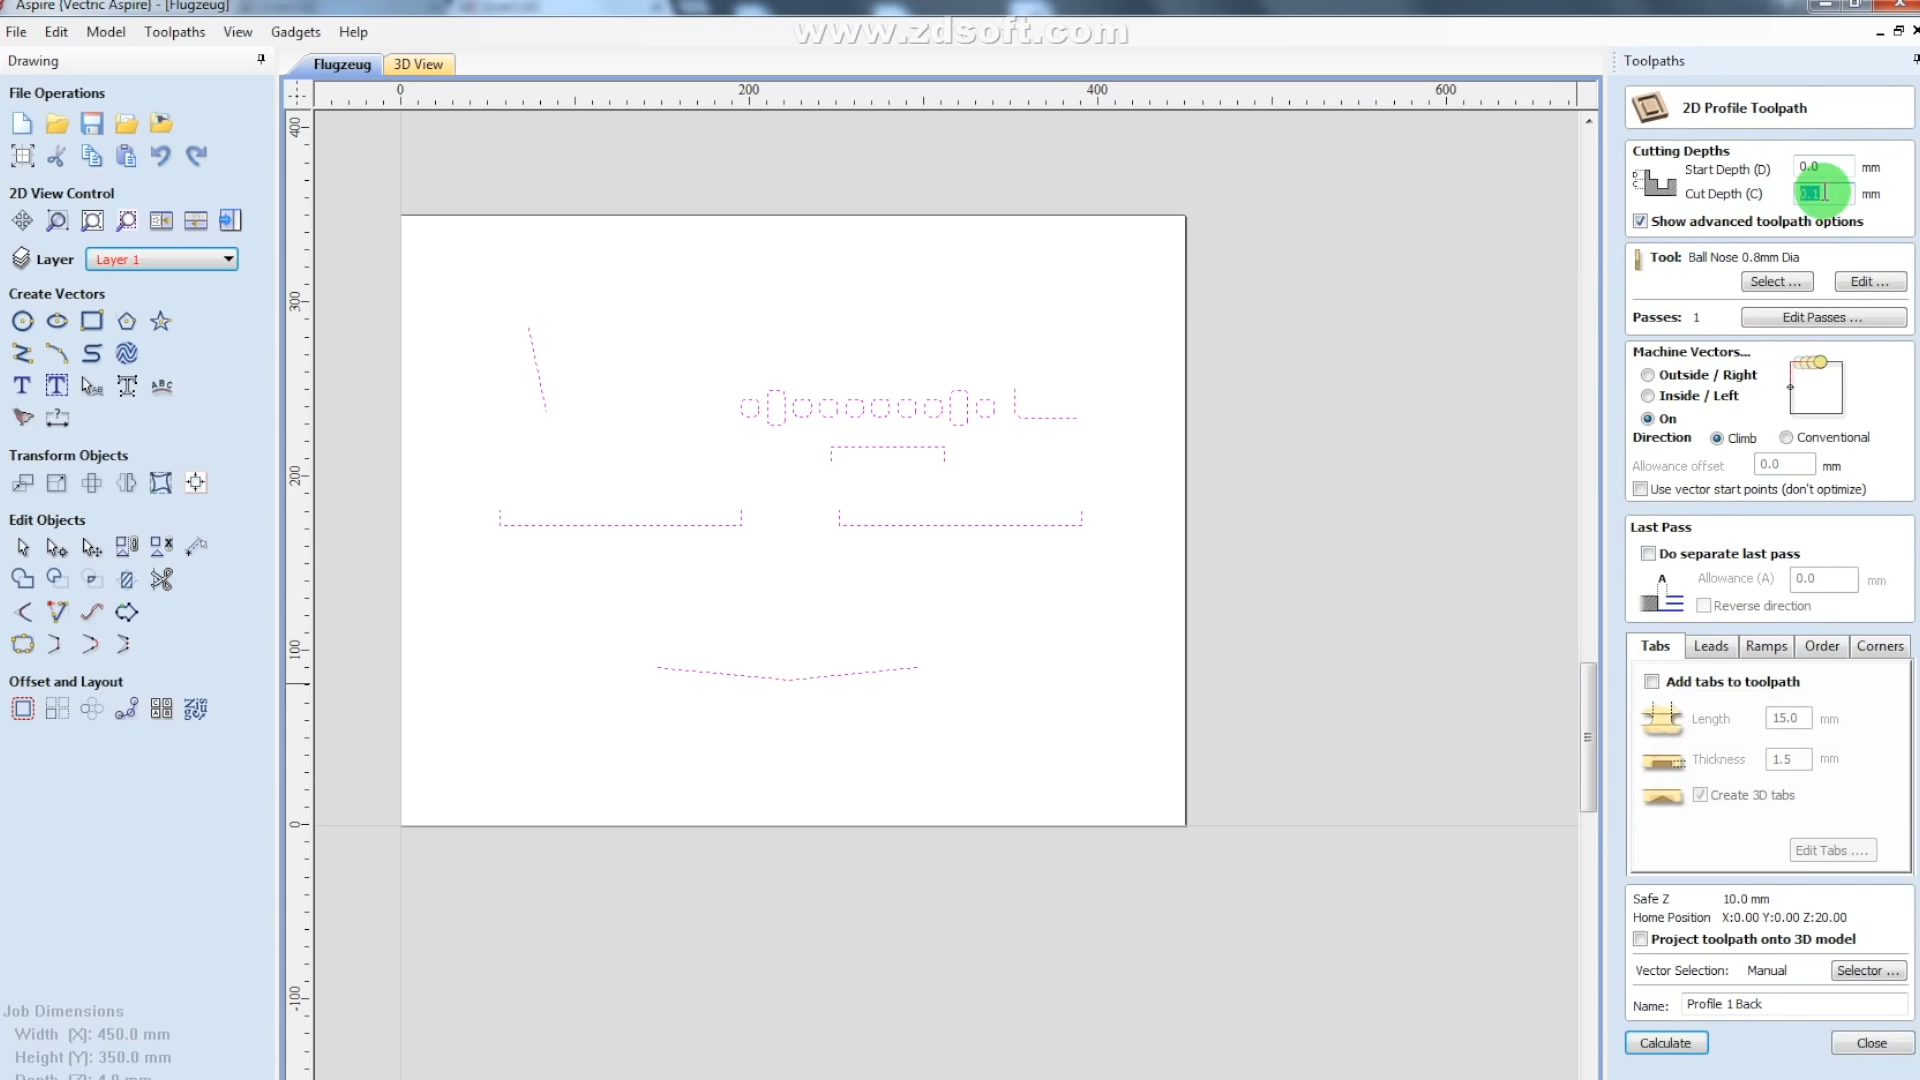 Aspire {Vectric Aspire} - [Flugzeug]
File Edit Model Toolpaths View Gadgets Help
www.zdsoft.com
Drawing
File Operations
2D View Control
Layer Layer 1
Create Vectors
Transform Objects
Edit Objects
Offset and Layout
Job Dimensions
Width (X): 450.0 mm
Height (Y): 350.0 mm
Depth (Z): 4.0 mm
Flugzeug 3D View
0 200 400 600
400
300
200
100
0
-100
Toolpaths
2D Profile Toolpath
Cutting Depths
Start Depth (D) 0.0 mm
Cut Depth (C) 0.1 mm
Show advanced toolpath options
Tool: Ball Nose 0.8mm Dia
Select ... Edit ...
Passes: 1 Edit Passes ...
Machine Vectors...
Outside / Right
Inside / Left
On
Direction Climb Conventional
Allowance offset 0.0 mm
Use vector start points (don't optimize)
Last Pass
Do separate last pass
A Allowance (A) 0.0 mm
Reverse direction
Tabs Leads Ramps Order Corners
Add tabs to toolpath
Length 15.0 mm
Thickness 1.5 mm
Create 3D tabs
Edit Tabs ....
Safe Z 10.0 mm
Home Position X:0.00 Y:0.00 Z:20.00
Project toolpath onto 3D model
Vector Selection: Manual Selector ...
Name: Profile 1 Back
Calculate Close